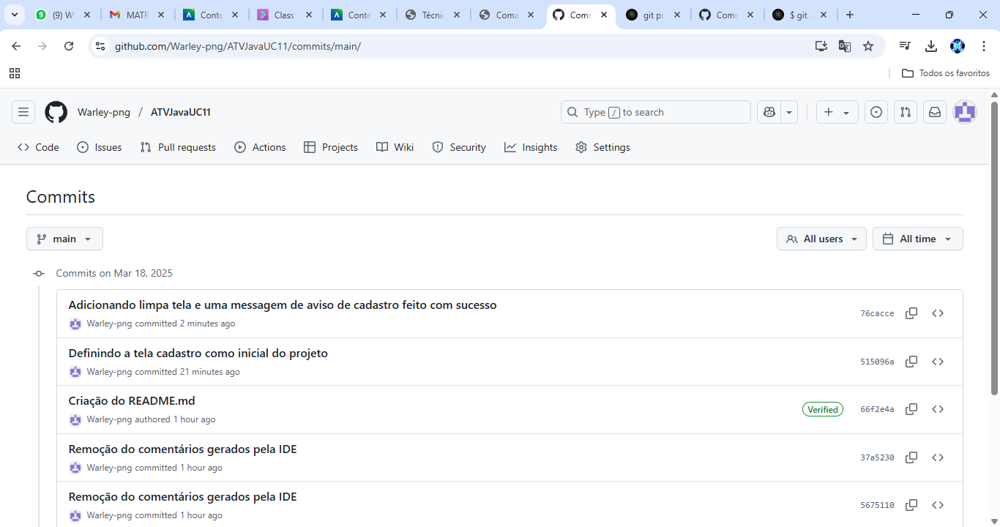 (9) W
MATR
Conte
Class
Conte
Técni
Coma
Comm
git pu
Comm
$ git
github.com/Warley-png/ATVJavaUC11/commits/main/
Todos os favoritos
Warley-png / ATVJavaUC11
Type / to search
Code Issues Pull requests Actions Projects Wiki Security Insights Settings
Commits
main
All users
All time
Commits on Mar 18, 2025
Adicionando limpa tela e uma messagem de aviso de cadastro feito com sucesso
Warley-png committed 2 minutes ago
76cacce
Definindo a tela cadastro como inicial do projeto
Warley-png committed 21 minutes ago
515096a
Criação do README.md
Warley-png authored 1 hour ago
Verified
66f2e4a
Remoção do comentários gerados pela IDE
Warley-png committed 1 hour ago
37a5230
Remoção do comentários gerados pela IDE
Warley-png committed 1 hour ago
5675110